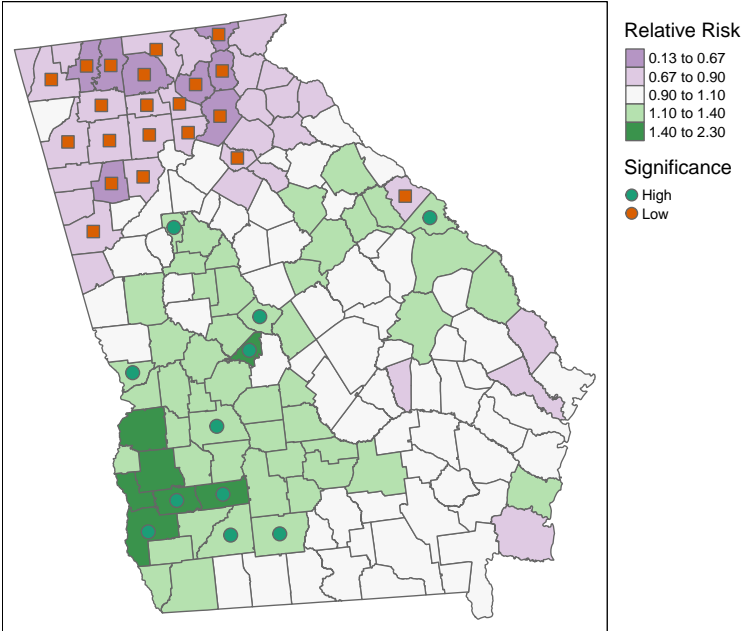 Relative Risk
0.13 to 0.67
0.67 to 0.90
0.90 to 1.10
1.10 to 1.40
1.40 to 2.30
Significance
High
Low